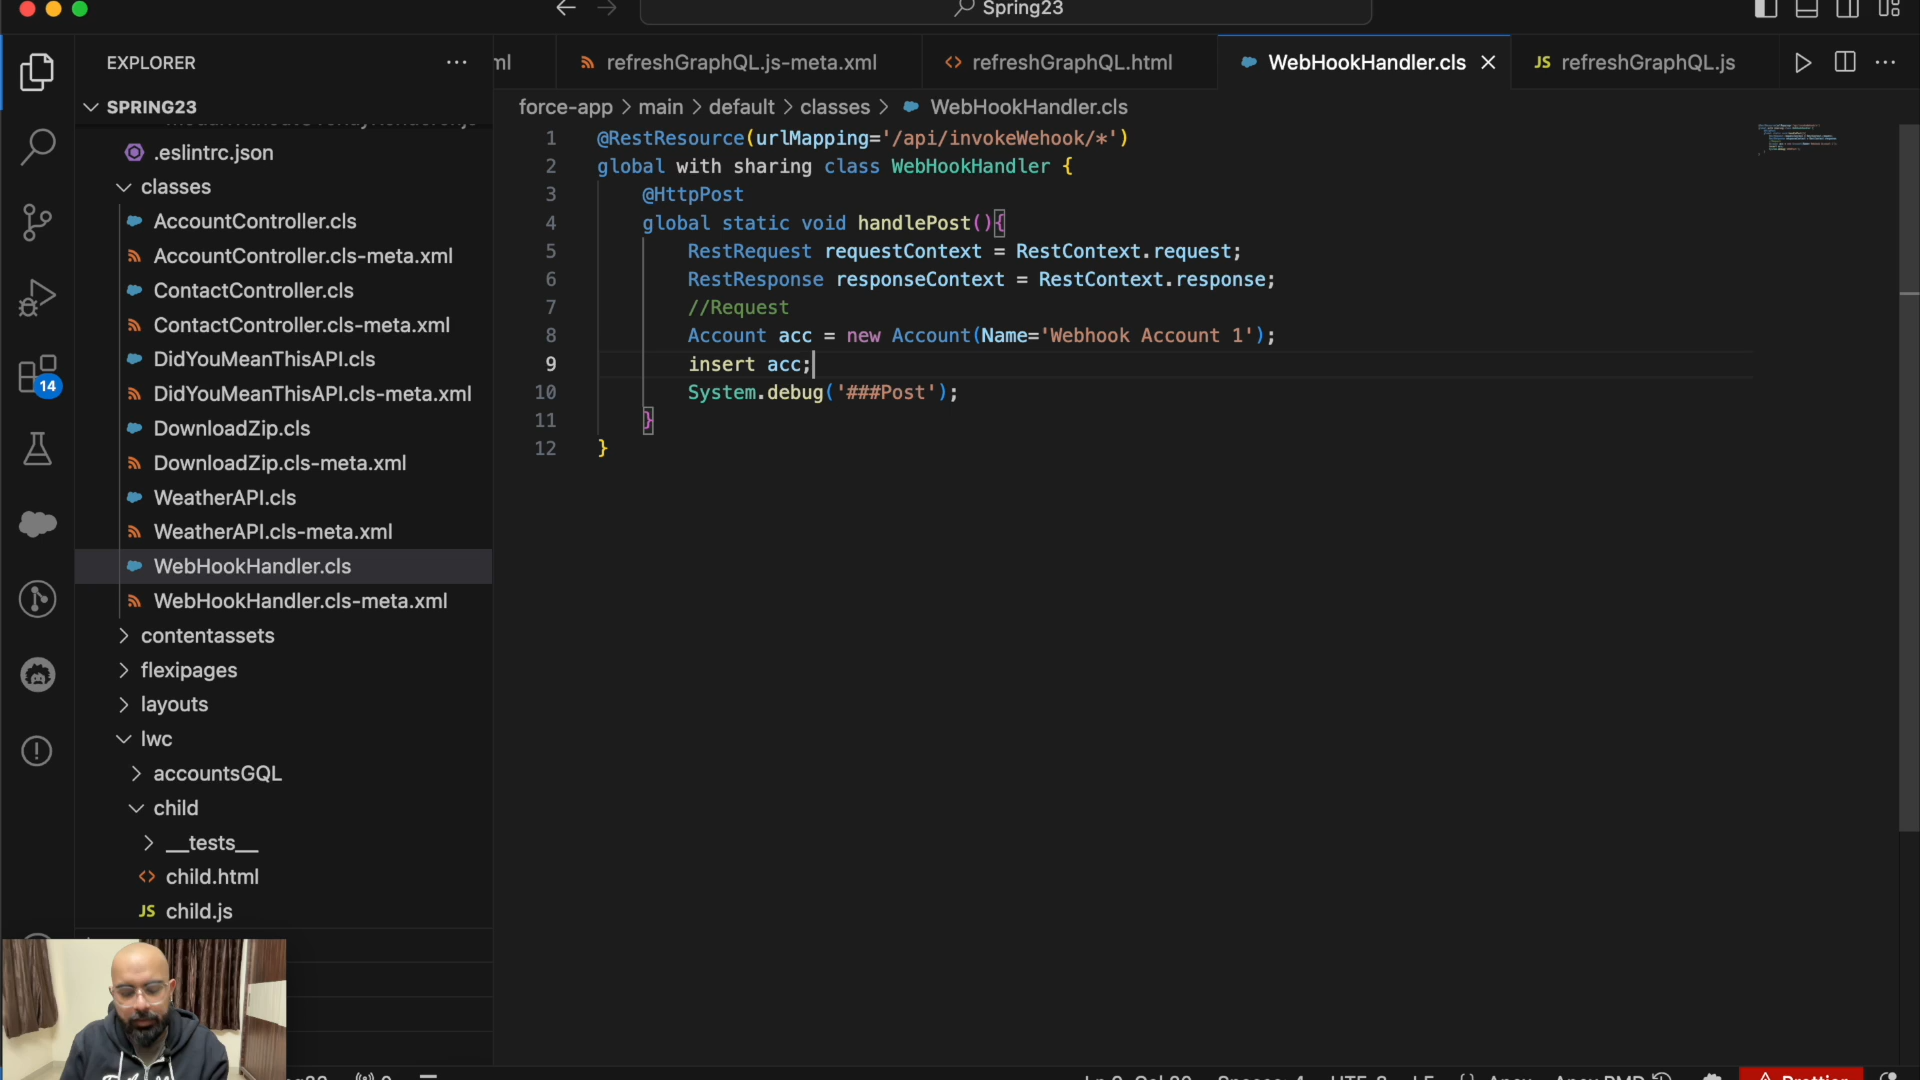 Spring23
EXPLORER
SPRING23
.eslintrc.json
classes
AccountController.cls
AccountController.cls-meta.xml
ContactController.cls
ContactController.cls-meta.xml
DidYouMeanThisAPI.cls
DidYouMeanThisAPI.cls-meta.xml
DownloadZip.cls
DownloadZip.cls-meta.xml
WeatherAPI.cls
WeatherAPI.cls-meta.xml
WebHookHandler.cls
WebHookHandler.cls-meta.xml
contentassets
flexipages
layouts
lwc
accountsGQL
child
__tests__
child.html
JS child.js
14
ml
refreshGraphQL.js-meta.xml
refreshGraphQL.html
WebHookHandler.cls
JS refreshGraphQL.js
force-app > main > default > classes > WebHookHandler.cls
1 @RestResource(urlMapping='/api/invokeWehook/*')
2 global with sharing class WebHookHandler {
3 @HttpPost
4 global static void handlePost(){
5 RestRequest requestContext = RestContext.request;
6 RestResponse responseContext = RestContext.response;
7 //Request
8 Account acc = new Account(Name='Webhook Account 1');
9 insert acc;
10 System.debug('###Post');
11 }
12 }